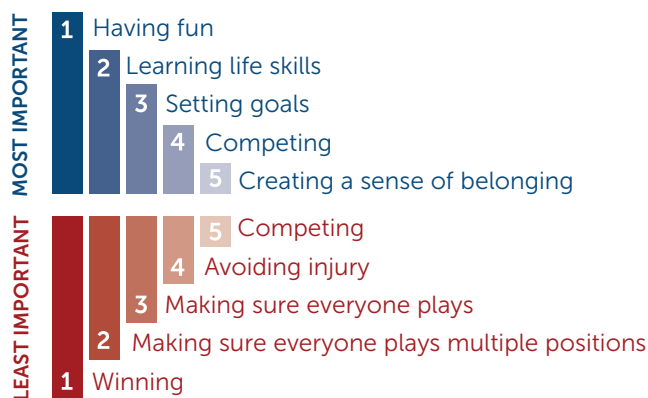 MOST IMPORTANT
1 Having fun
2 Learning life skills
3 Setting goals
4 Competing
5 Creating a sense of belonging
LEAST IMPORTANT
5 Competing
4 Avoiding injury
3 Making sure everyone plays
2 Making sure everyone plays multiple positions
1 Winning